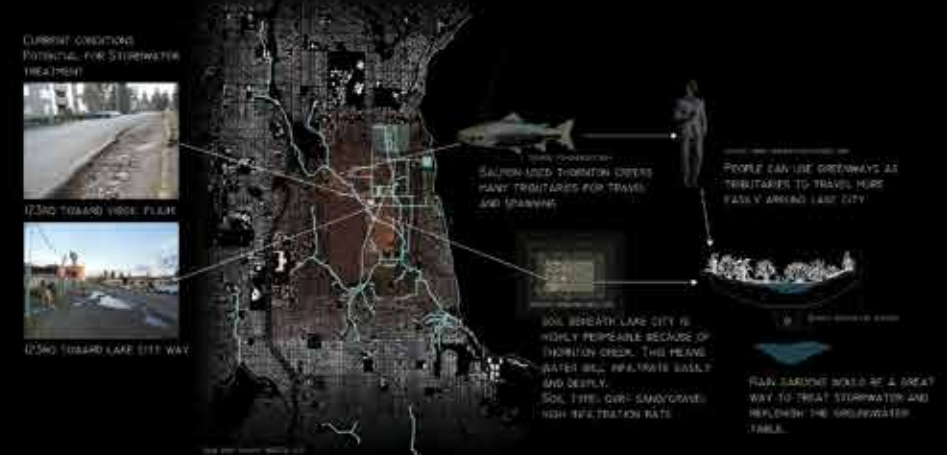 CURRENT CONDITIONS
POTENTIAL FOR STORMWATER
TREATMENT
123RD TOWARD
123RD TOWARD LAKE CITY WAY
SALMON USED THORNTON CREEKS
MANY TRIBUTARIES FOR TRAVEL
AND SPAWNING
PEOPLE CAN USE GREENWAYS AS
TRIBUTARIES TO TRAVEL MORE
EASILY AROUND LAKE CITY
SOIL BENEATH LAKE CITY IS
HIGHLY PERMEABLE BECAUSE OF
THORNTON CREEK. THIS MEANS
WATER WILL INFILTRATE EASILY
AND DEEPLY.
SOIL TYPE: SAND/GRAVEL
HIGH INFILTRATION RATE
RAIN GARDENS WOULD BE A GREAT
WAY TO TREAT STORMWATER AND
REPLENISH THE GROUNDWATER
TABLE.